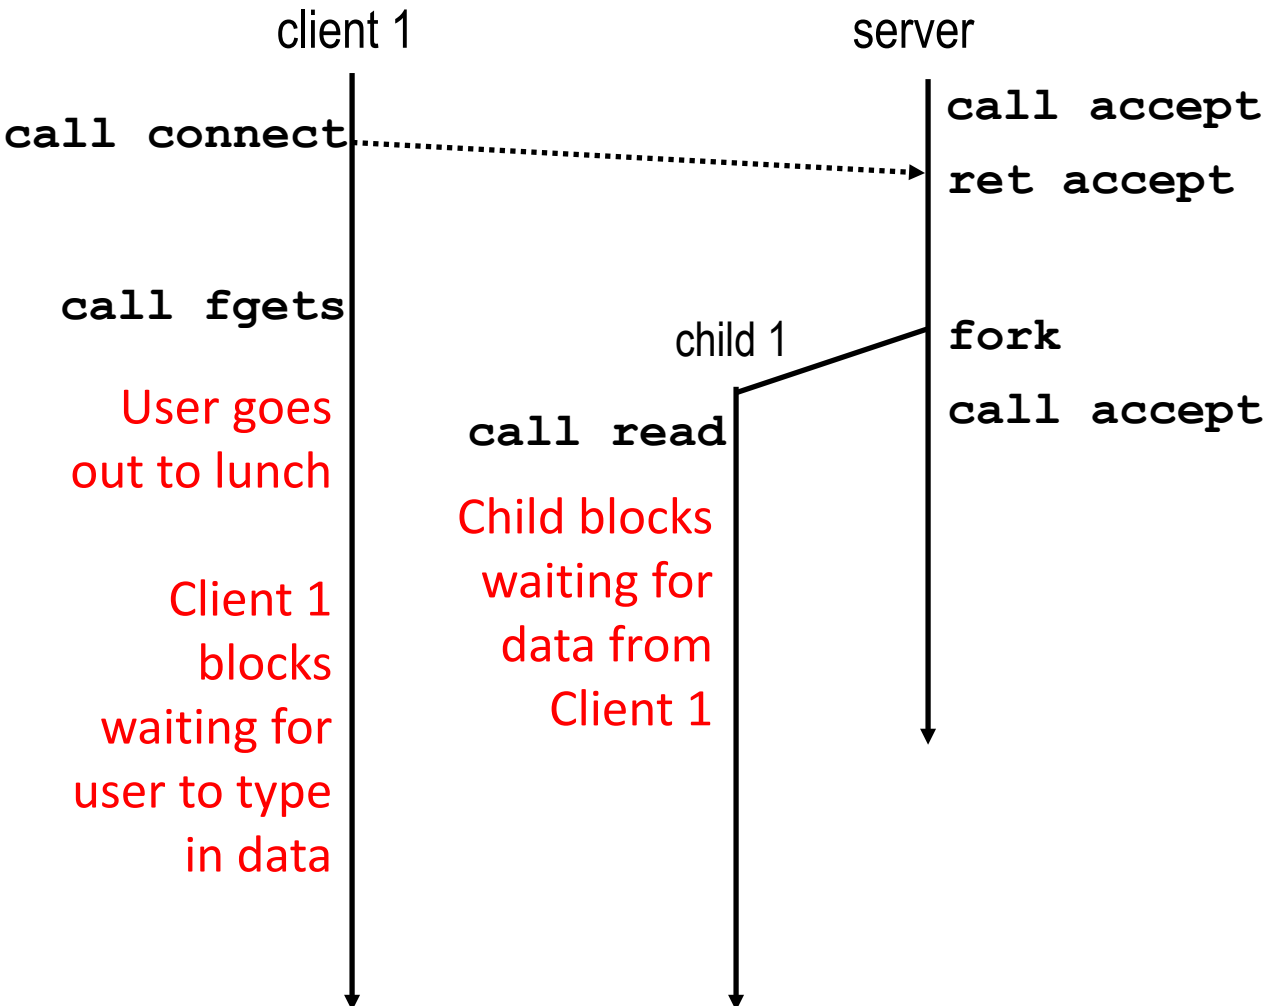 client 1
server
call connect
call accept
ret accept
call fgets
child 1
fork
call read
call accept
User goes
out to lunch
Client 1
blocks
waiting for
user to type
in data
Child blocks
waiting for
data from
Client 1